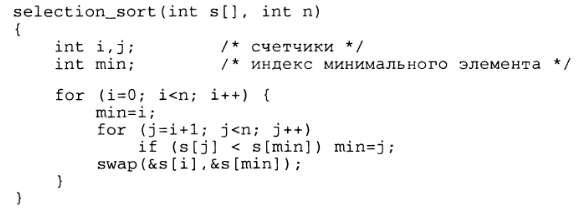 selection_sort(int s[], int n)
{
    int i,j;        /* счетчики */
    int min;        /* индекс минимального элемента */
    for (i=0; i<n; i++) {
        min=i;
        for (j=i+1; j<n; j++)
            if (s[j] < s[min]) min=j;
        swap(&s[i],&s[min]);
    }
}